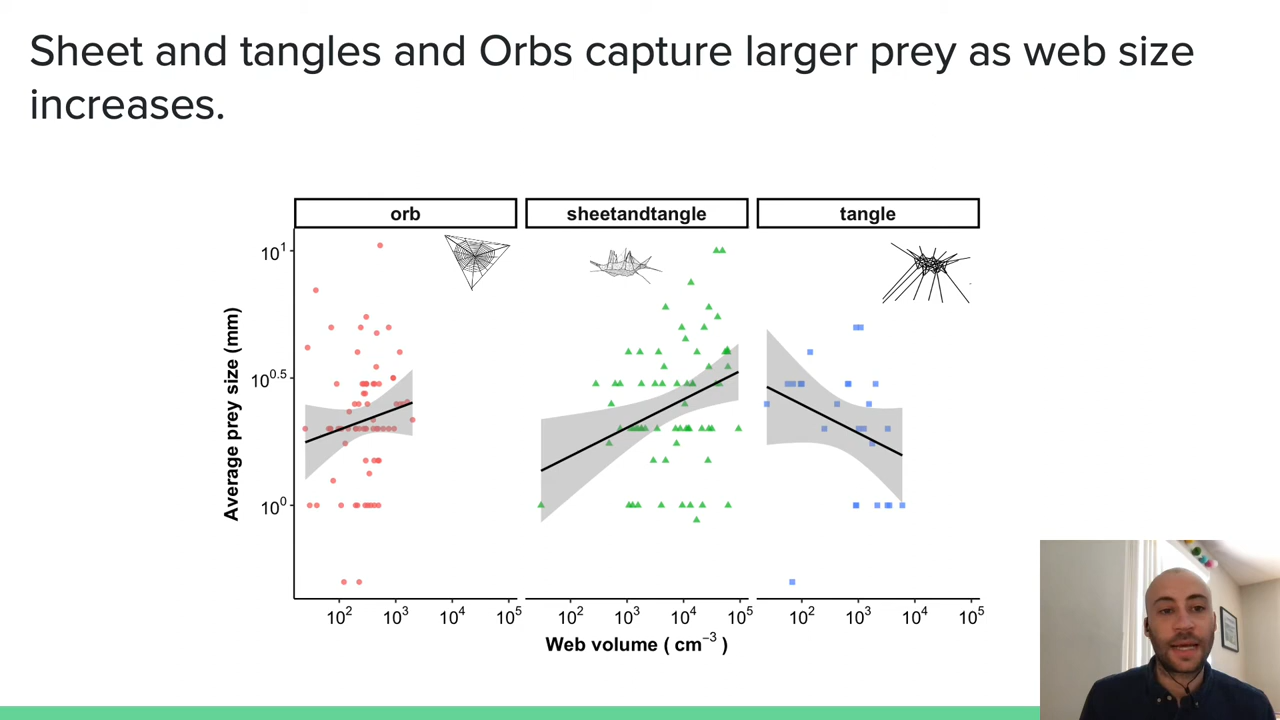 Sheet and tangles and Orbs capture larger prey as web size
increases.
orb
sheetandtangle
tangle
10¹
10⁰·⁵
10⁰
Average prey size (mm)
10² 10³ 10⁴ 10⁵
10² 10³ 10⁴ 10⁵
10² 10³ 10⁴ 10⁵
Web volume ( cm⁻³ )